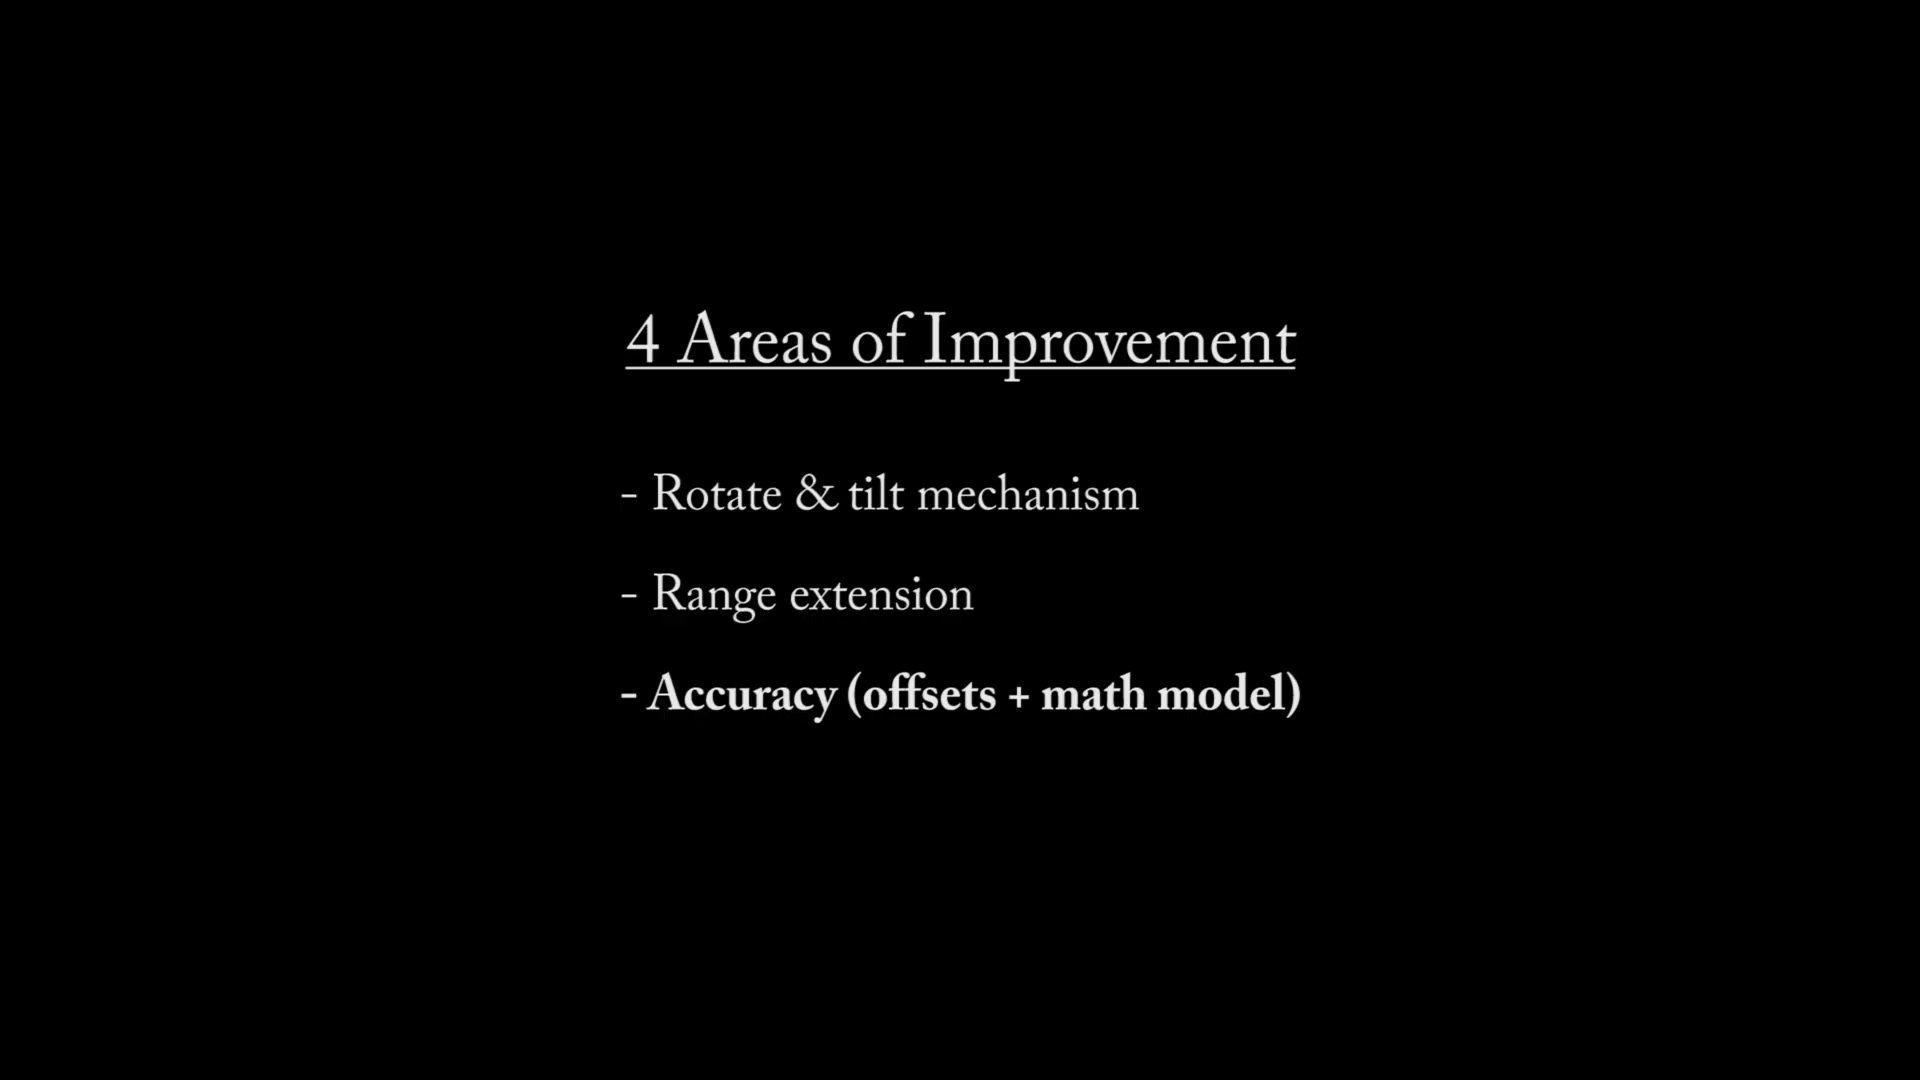 4 Areas of Improvement
- Rotate & tilt mechanism
- Range extension
- Accuracy (offsets + math model)